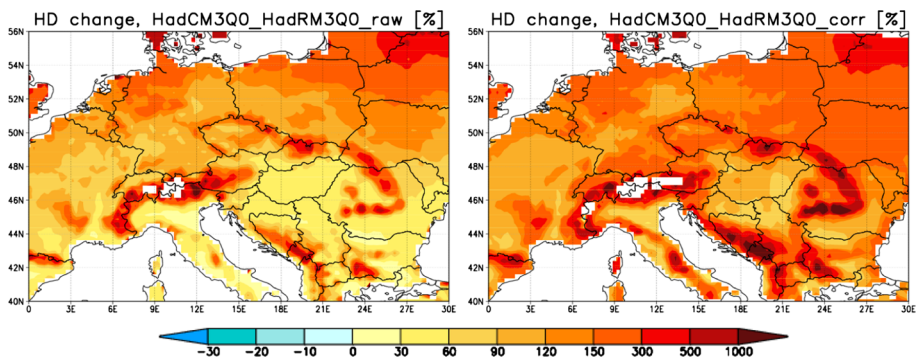 HD change, HadCM3Q0_HadRM3Q0_raw [%]
HD change, HadCM3Q0_HadRM3Q0_corr [%]
56N
54N
52N
50N
48N
46N
44N
42N
40N
0 3E 6E 9E 12E 15E 18E 21E 24E 27E 30E
56N
54N
52N
50N
48N
46N
44N
42N
40N
0 3E 6E 9E 12E 15E 18E 21E 24E 27E 30E
-30 -20 -10 0 30 60 90 120 150 300 500 1000